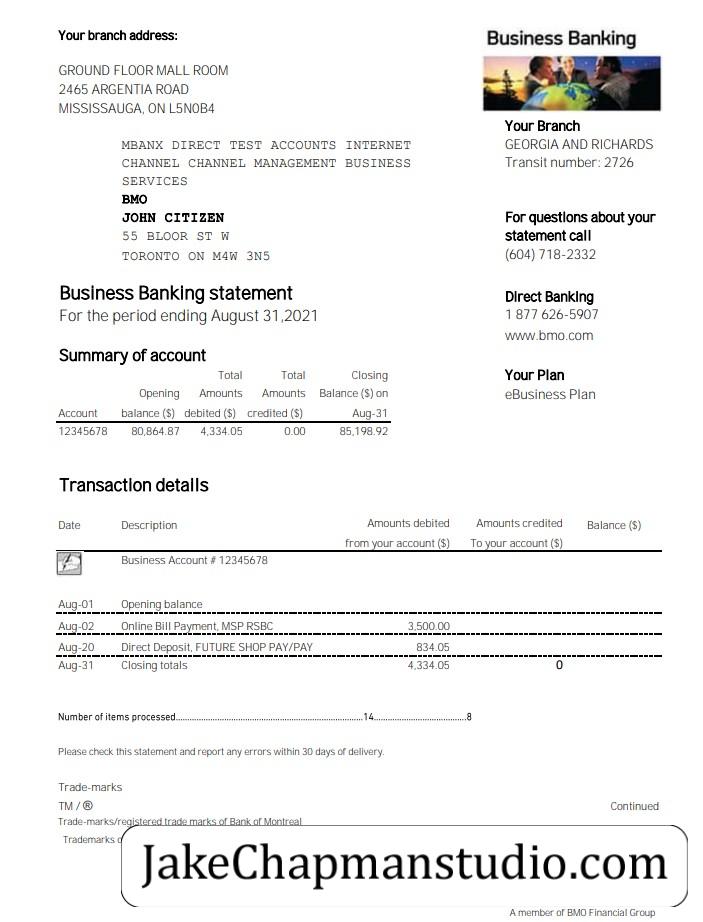 Your branch address:
GROUND FLOOR MALL ROOM
2465 ARGENTIA ROAD
MISSISSAUGA, ON L5N0B4
MBANX DIRECT TEST ACCOUNTS INTERNET
CHANNEL CHANNEL MANAGEMENT BUSINESS
SERVICES
BMO
JOHN CITIZEN
55 BLOOR ST W
TORONTO ON M4W 3N5
Business Banking
Your Branch
GEORGIA AND RICHARDS
Transit number: 2726
For questions about your
statement call
(604) 718-2332
Direct Banking
1 877 626-5907
www.bmo.com
Your Plan
eBusiness Plan
Business Banking statement
For the period ending August 31,2021
Summary of account
Total Total Closing
Opening Amounts Amounts Balance ($) on
Account balance ($) debited ($) credited ($) Aug-31
12345678 80,864.87 4,334.05 0.00 85,198.92
Transaction details
Date Description Amounts debited Amounts credited Balance ($)
from your account ($) To your account ($)
Business Account # 12345678
Aug-01 Opening balance
Aug-02 Online Bill Payment, MSP RSBC 3,500.00
Aug-20 Direct Deposit, FUTURE SHOP PAY/PAY 834.05
Aug-31 Closing totals 4,334.05 0
Number of items processed................................................................................14........................................8
Please check this statement and report any errors within 30 days of delivery.
Trade-marks
TM / ® Continued
Trade-marks/registered trade marks of Bank of Montreal
Trademarks
JakeChapmanstudio.com
A member of BMO Financial Group